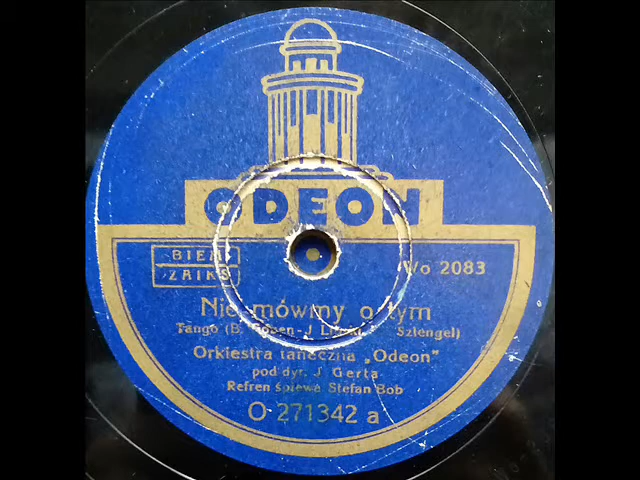 ODEON
BIEM
ZAIKS
Wo 2083
Nie mówmy o tym
Tango (B. J Sztengel)
Orkiestra taneczna „Odeon”
pod dyr. J Gerta
Refren śpiewa Stefan Bob
O 271342 a